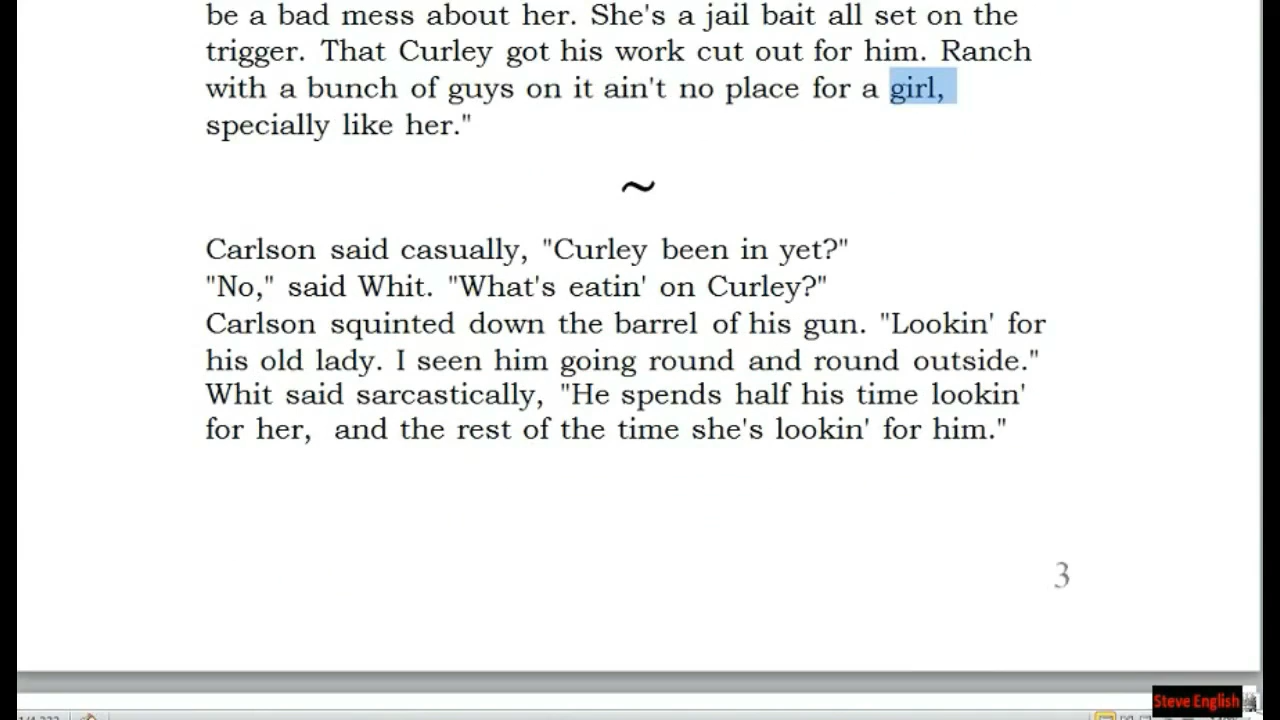 be a bad mess about her. She's a jail bait all set on the
trigger. That Curley got his work cut out for him. Ranch
with a bunch of guys on it ain't no place for a girl,
specially like her."
~
Carlson said casually, "Curley been in yet?"
"No," said Whit. "What's eatin' on Curley?"
Carlson squinted down the barrel of his gun. "Lookin' for
his old lady. I seen him going round and round outside."
Whit said sarcastically, "He spends half his time lookin'
for her,  and the rest of the time she's lookin' for him."
3
Steve English